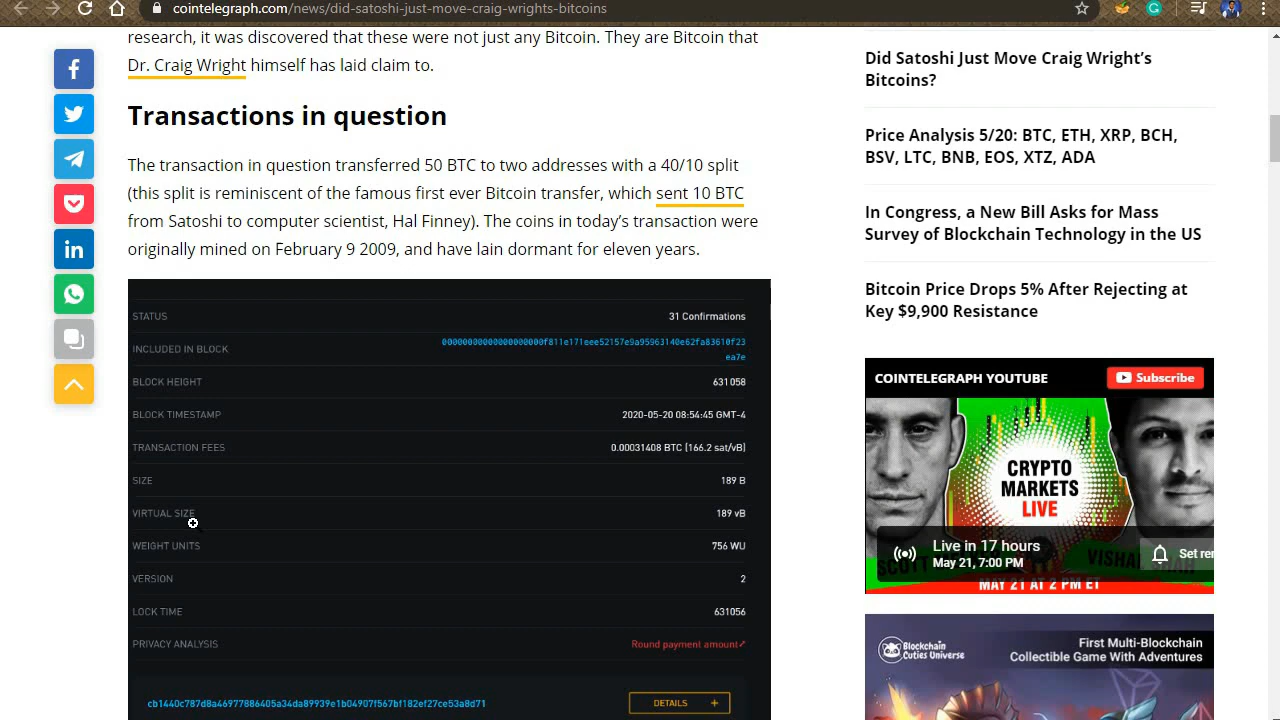 cointelegraph.com/news/did-satoshi-just-move-craig-wrights-bitcoins
research, it was discovered that these were not just any Bitcoin. They are Bitcoin that
Dr. Craig Wright himself has laid claim to.
Transactions in question
The transaction in question transferred 50 BTC to two addresses with a 40/10 split
(this split is reminiscent of the famous first ever Bitcoin transfer, which sent 10 BTC
from Satoshi to computer scientist, Hal Finney). The coins in today's transaction were
originally mined on February 9 2009, and have lain dormant for eleven years.
STATUS 31 Confirmations
INCLUDED IN BLOCK 00000000000000000000f811e171eee52157e9a95963140e62fa83610f23
ea7e
BLOCK HEIGHT 631058
BLOCK TIMESTAMP 2020-05-20 08:54:45 GMT-4
TRANSACTION FEES 0.00031408 BTC (166.2 sat/vB)
SIZE 189 B
VIRTUAL SIZE 189 vB
WEIGHT UNITS 756 WU
VERSION 2
LOCK TIME 631056
PRIVACY ANALYSIS Round payment amount
cb1440c787d8a46977886405a34da89939e1b04907f567bf182ef27ce53a8d71 DETAILS +
Did Satoshi Just Move Craig Wright's
Bitcoins?
Price Analysis 5/20: BTC, ETH, XRP, BCH,
BSV, LTC, BNB, EOS, XTZ, ADA
In Congress, a New Bill Asks for Mass
Survey of Blockchain Technology in the US
Bitcoin Price Drops 5% After Rejecting at
Key $9,900 Resistance
COINTELEGRAPH YOUTUBE Subscribe
CRYPTO
MARKETS
LIVE
Live in 17 hours
May 21, 7:00 PM
Set
MAY 21 AT 2 PM ET
Blockchain
Cuties Universe
First Multi-Blockchain
Collectible Game With Adventures